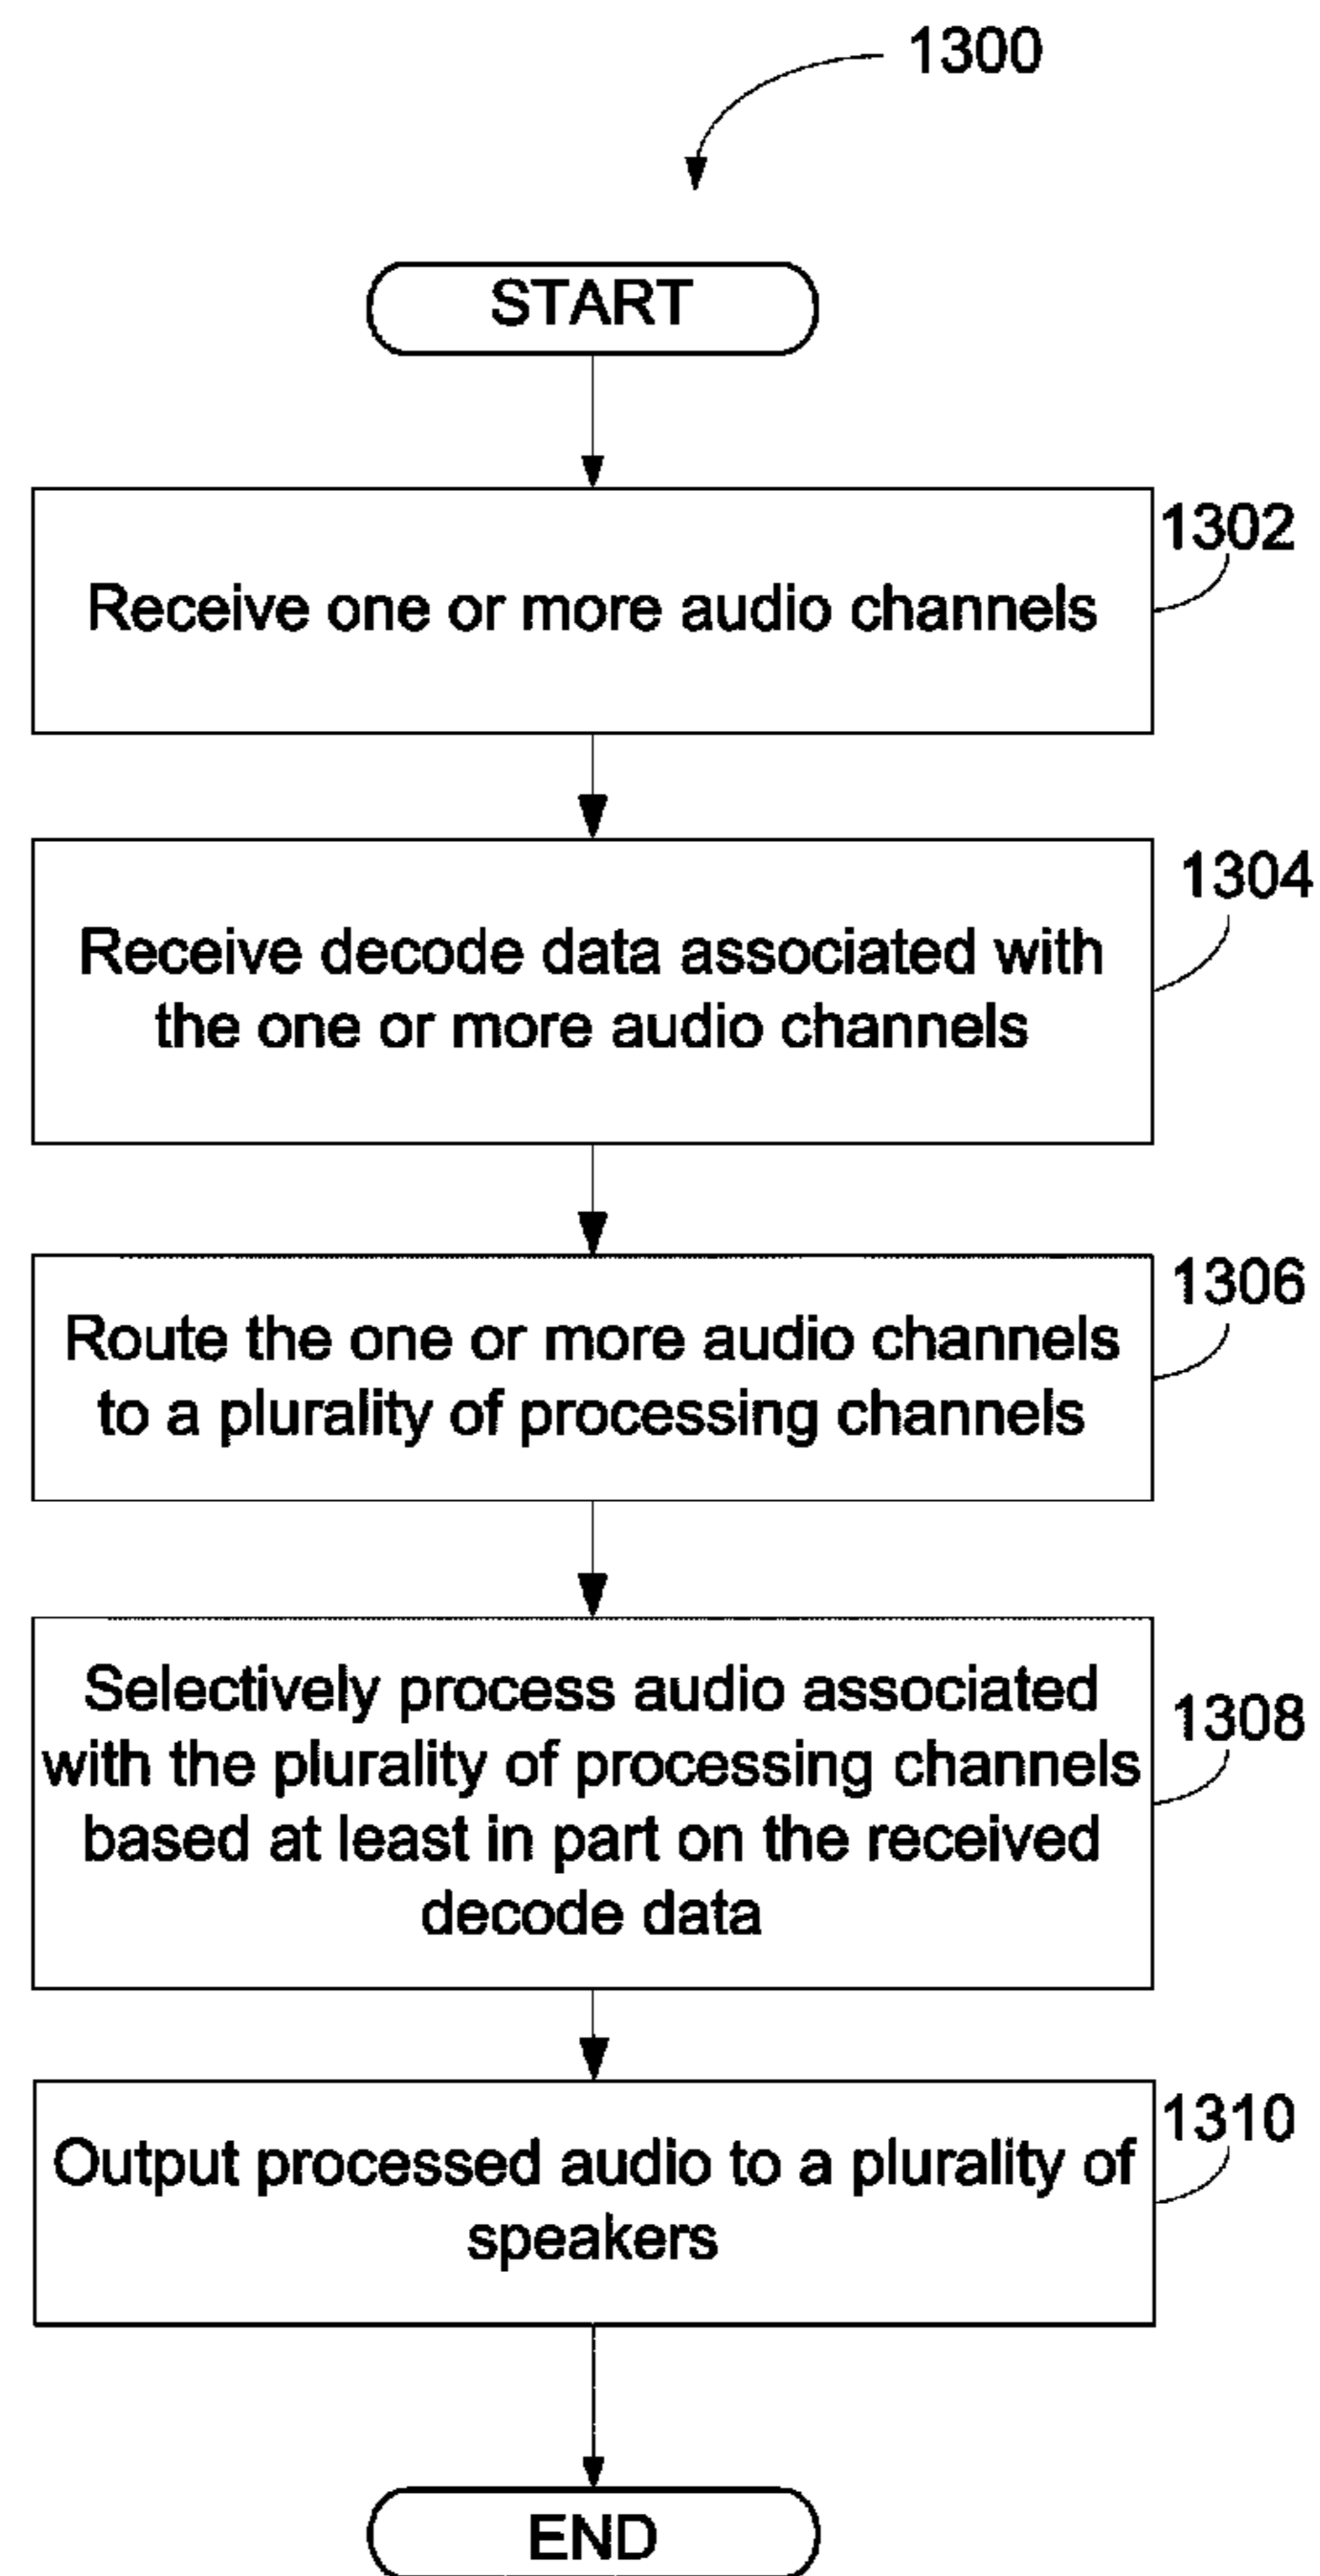 1300
START
1302
Receive one or more audio channels
1304
Receive decode data associated with
the one or more audio channels
1306
Route the one or more audio channels
to a plurality of processing channels
1308
Selectively process audio associated
with the plurality of processing channels
based at least in part on the received
decode data
1310
Output processed audio to a plurality of
speakers
END